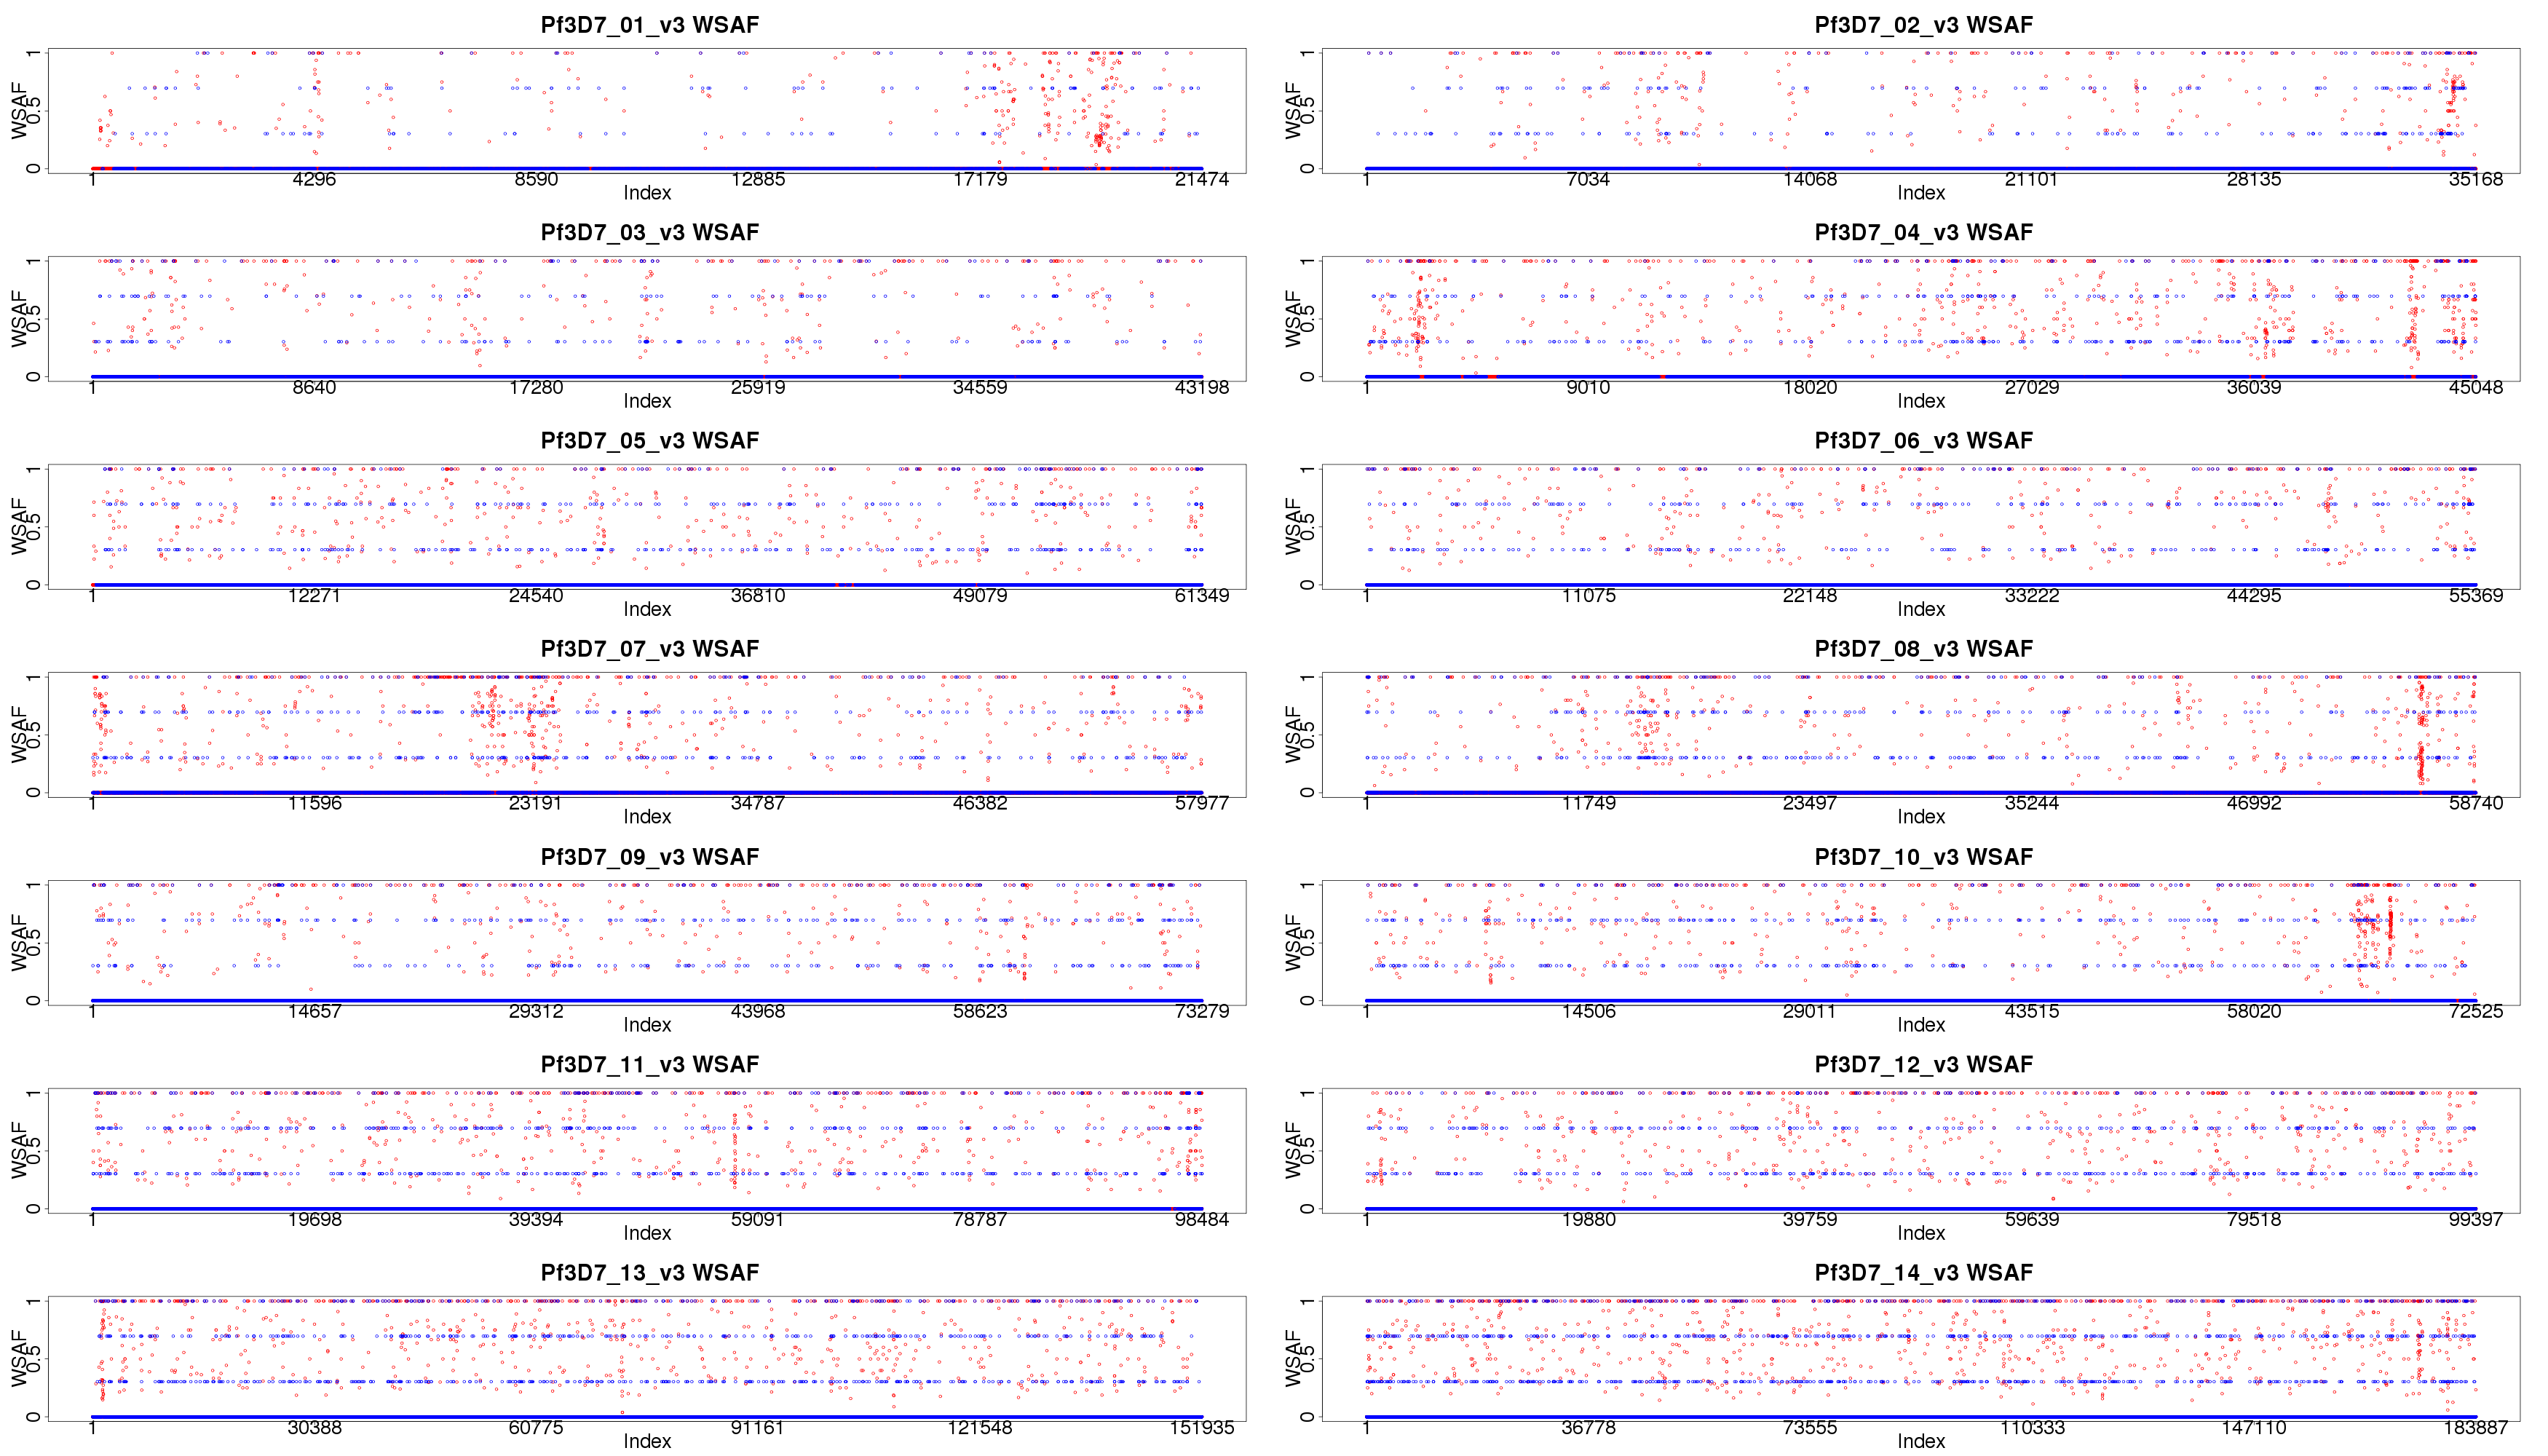 Pf3D7_01_v3 WSAF
WSAF
0 0.5 1
1 4296 8590 12885 17179 21474
Index
Pf3D7_02_v3 WSAF
WSAF
0 0.5 1
1 7034 14068 21101 28135 35168
Index
Pf3D7_03_v3 WSAF
WSAF
0 0.5 1
1 8640 17280 25919 34559 43198
Index
Pf3D7_04_v3 WSAF
WSAF
0 0.5 1
1 9010 18020 27029 36039 45048
Index
Pf3D7_05_v3 WSAF
WSAF
0 0.5 1
1 12271 24540 36810 49079 61349
Index
Pf3D7_06_v3 WSAF
WSAF
0 0.5 1
1 11075 22148 33222 44295 55369
Index
Pf3D7_07_v3 WSAF
WSAF
0 0.5 1
1 11596 23191 34787 46382 57977
Index
Pf3D7_08_v3 WSAF
WSAF
0 0.5 1
1 11749 23497 35244 46992 58740
Index
Pf3D7_09_v3 WSAF
WSAF
0 0.5 1
1 14657 29312 43968 58623 73279
Index
Pf3D7_10_v3 WSAF
WSAF
0 0.5 1
1 14506 29011 43515 58020 72525
Index
Pf3D7_11_v3 WSAF
WSAF
0 0.5 1
1 19698 39394 59091 78787 98484
Index
Pf3D7_12_v3 WSAF
WSAF
0 0.5 1
1 19880 39759 59639 79518 99397
Index
Pf3D7_13_v3 WSAF
WSAF
0 0.5 1
1 30388 60775 91161 121548 151935
Index
Pf3D7_14_v3 WSAF
WSAF
0 0.5 1
1 36778 73555 110333 147110 183887
Index